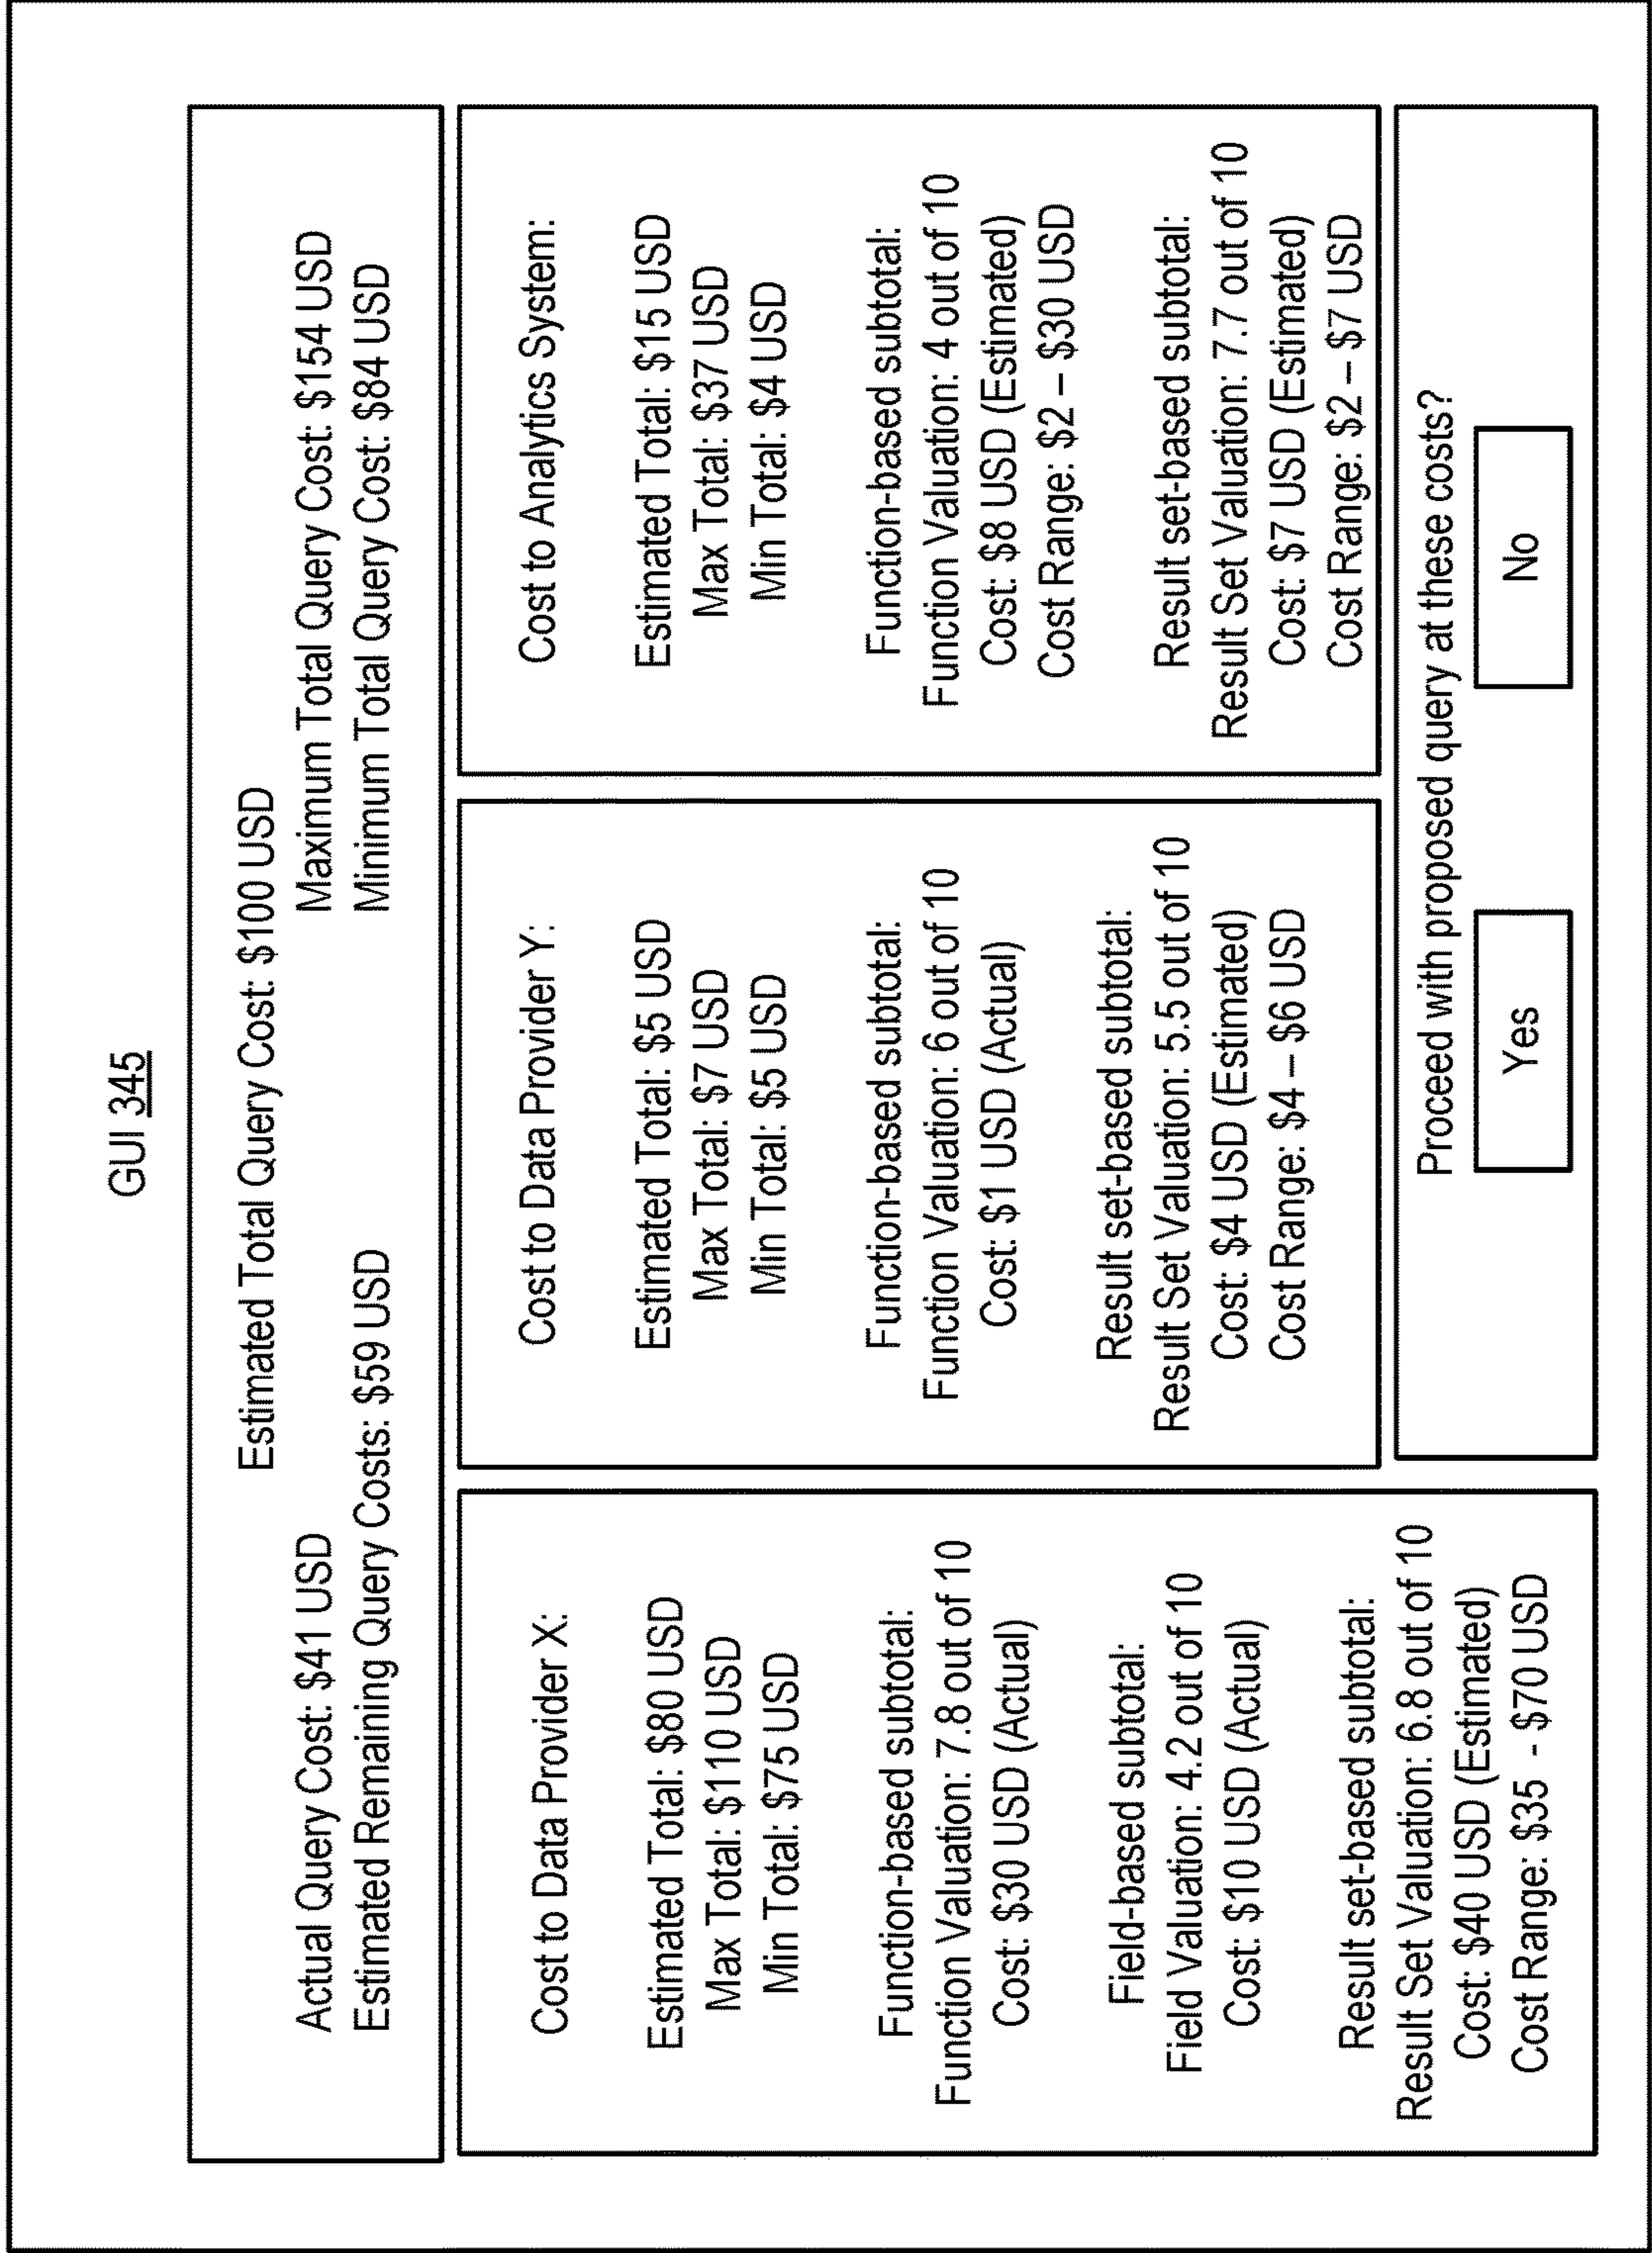 GUI 345
Estimated Total Query Cost: $100 USD
Actual Query Cost: $41 USD
Estimated Remaining Query Costs: $59 USD
Maximum Total Query Cost: $154 USD
Minimum Total Query Cost: $84 USD
Cost to Data Provider X:
Estimated Total: $80 USD
Max Total: $110 USD
Min Total: $75 USD
Function-based subtotal:
Function Valuation: 7.8 out of 10
Cost: $30 USD (Actual)
Field-based subtotal:
Field Valuation: 4.2 out of 10
Cost: $10 USD (Actual)
Result set-based subtotal:
Result Set Valuation: 6.8 out of 10
Cost: $40 USD (Estimated)
Cost Range: $35 - $70 USD
Cost to Data Provider Y:
Estimated Total: $5 USD
Max Total: $7 USD
Min Total: $5 USD
Function-based subtotal:
Function Valuation: 6 out of 10
Cost: $1 USD (Actual)
Result set-based subtotal:
Result Set Valuation: 5.5 out of 10
Cost: $4 USD (Estimated)
Cost Range: $4 – $6 USD
Cost to Analytics System:
Estimated Total: $15 USD
Max Total: $37 USD
Min Total: $4 USD
Function-based subtotal:
Function Valuation: 4 out of 10
Cost: $8 USD (Estimated)
Cost Range: $2 – $30 USD
Result set-based subtotal:
Result Set Valuation: 7.7 out of 10
Cost: $7 USD (Estimated)
Cost Range: $2 – $7 USD
Proceed with proposed query at these costs?
Yes
No